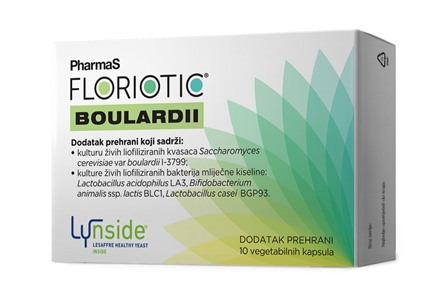 PharmaS
FLORIOTIC®
BOULARDII
Dodatak prehrani koji sadrži:
• kulturu živih liofiliziranih kvasaca Saccharomyces
cerevisiae var boulardii I-3799;
• kulture živih liofiliziranih bakterija mliječne kiseline:
Lactobacillus acidophilus LA3, Bifidobacterium
animalis ssp. lactis BLC1, Lactobacillus casei BGP93.
Lynside®
LESAFFRE HEALTHY YEAST
INSIDE
DODATAK PREHRANI
10 vegetabilnih kapsula